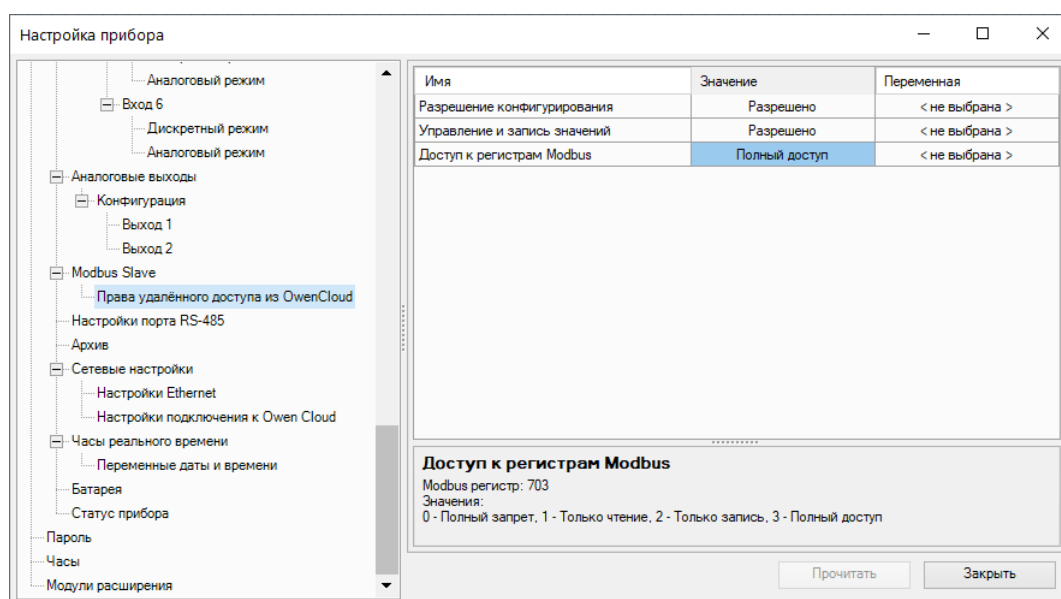 Настройка прибора
Аналоговый режим
Вход 6
Дискретный режим
Аналоговый режим
Аналоговые выходы
Конфигурация
Выход 1
Выход 2
Modbus Slave
Права удалённого доступа из OwenCloud
Настройки порта RS-485
Архив
Сетевые настройки
Настройки Ethernet
Настройки подключения к Owen Cloud
Часы реального времени
Переменные даты и времени
Батарея
Статус прибора
Пароль
Часы
Модули расширения
Имя Значение Переменная
Разрешение конфигурирования Разрешено < не выбрана >
Управление и запись значений Разрешено < не выбрана >
Доступ к регистрам Modbus Полный доступ < не выбрана >
Доступ к регистрам Modbus
Modbus регистр: 703
Значения:
0 - Полный запрет, 1 - Только чтение, 2 - Только запись, 3 - Полный доступ
Прочитать Закрыть